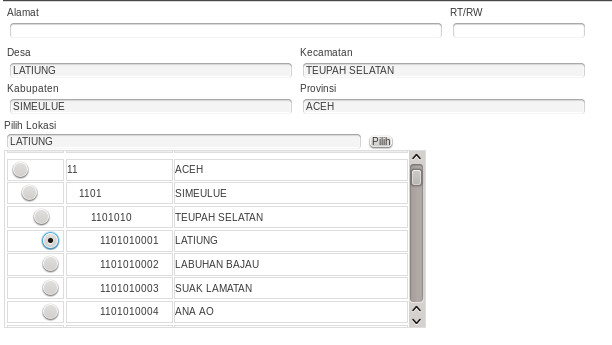 Alamat RT/RW
Desa Kecamatan
LATIUNG TEUPAH SELATAN
Kabupaten Provinsi
SIMEULUE ACEH
Pilih Lokasi
LATIUNG Pilih
11 ACEH
1101 SIMEULUE
1101010 TEUPAH SELATAN
1101010001 LATIUNG
1101010002 LABUHAN BAJAU
1101010003 SUAK LAMATAN
1101010004 ANA AO